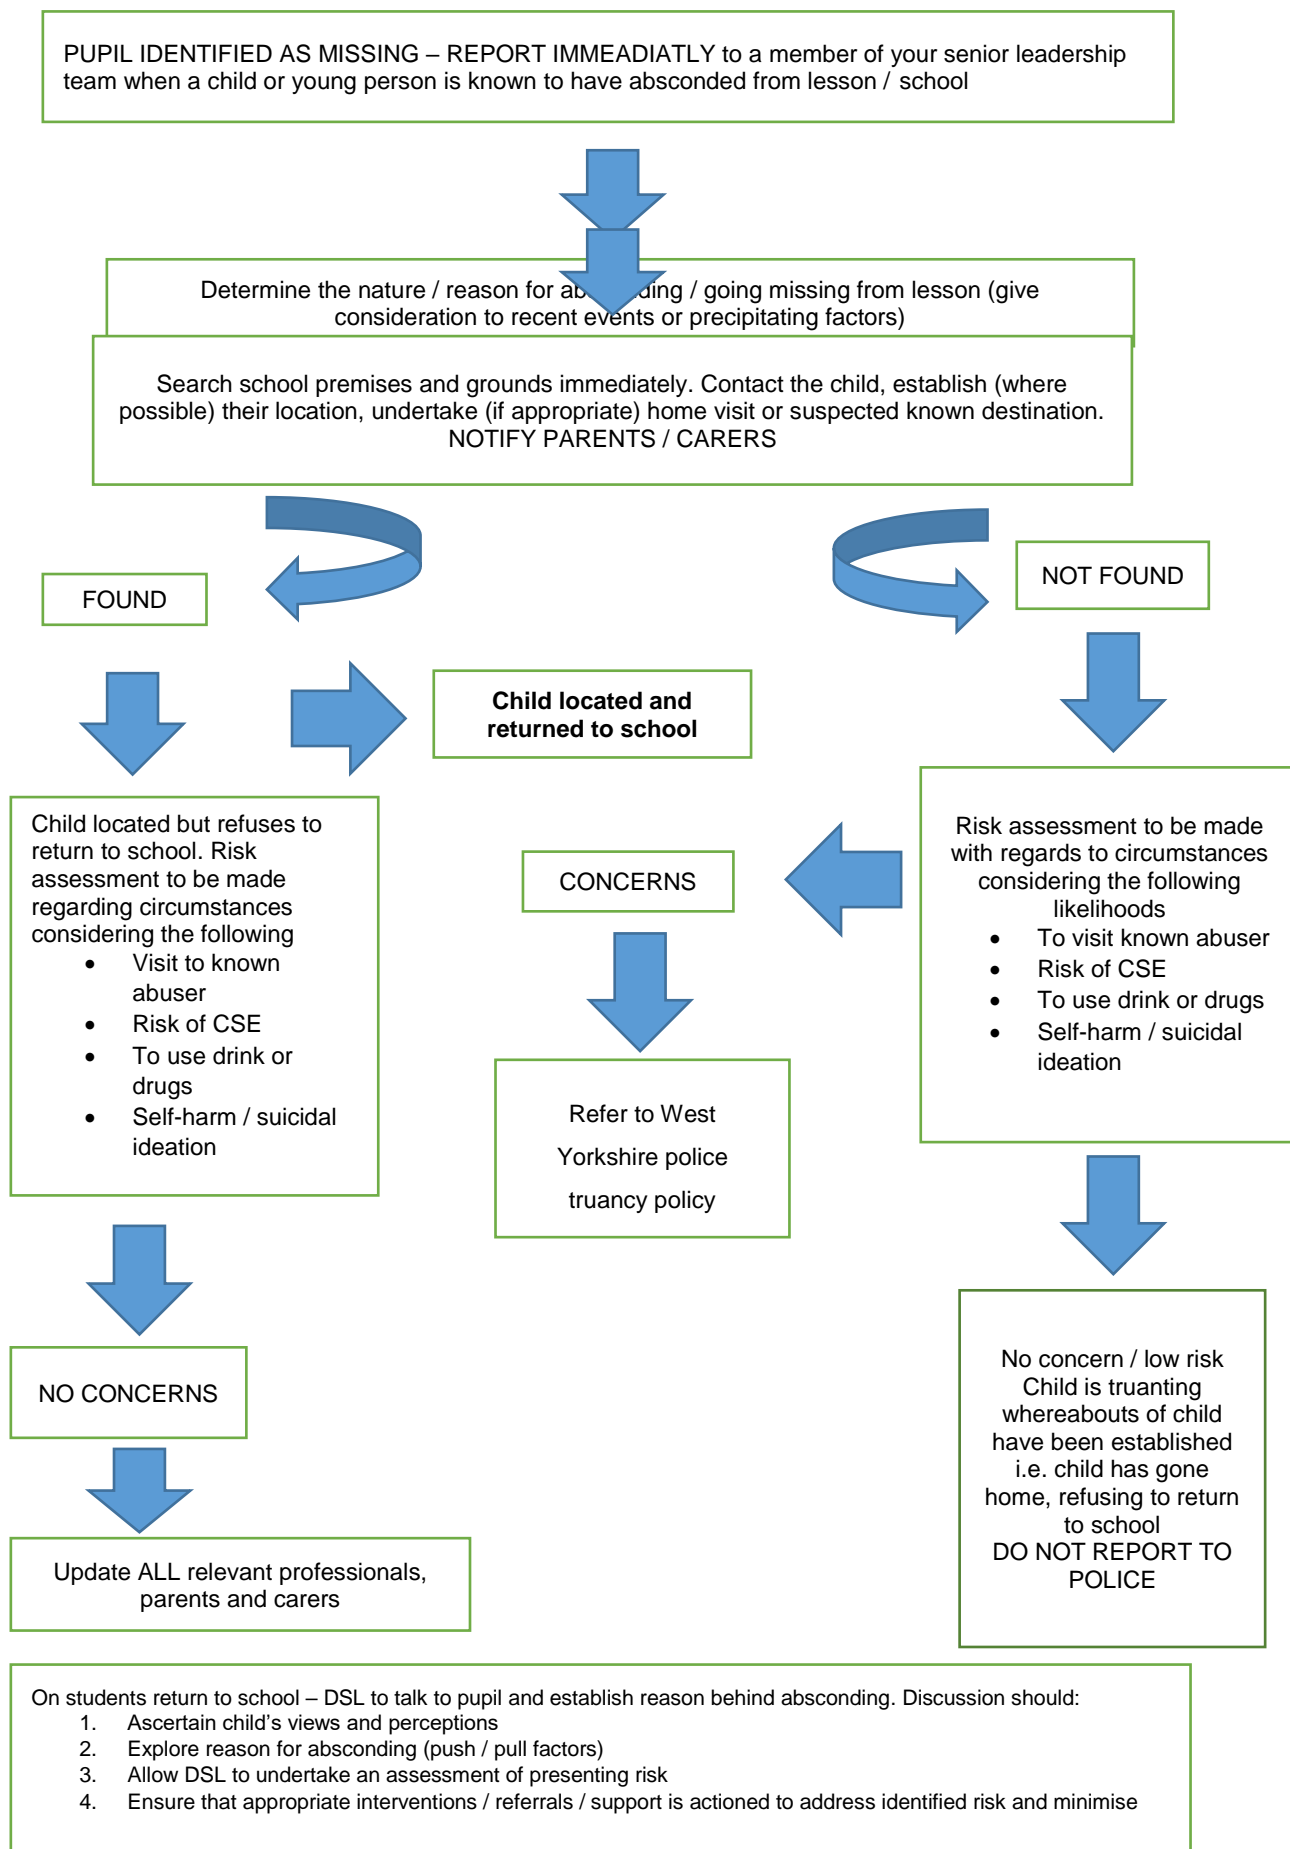 PUPIL IDENTIFIED AS MISSING – REPORT IMMEADIATLY to a member of your senior leadership
team when a child or young person is known to have absconded from lesson / school
Determine the nature / reason for ab ding / going missing from lesson (give
consideration to recent events or precipitating factors)
Search school premises and grounds immediately. Contact the child, establish (where
possible) their location, undertake (if appropriate) home visit or suspected known destination.
NOTIFY PARENTS / CARERS
FOUND
NOT FOUND
Child located and
returned to school
Child located but refuses to
return to school. Risk
assessment to be made
regarding circumstances
considering the following
• Visit to known
abuser
• Risk of CSE
• To use drink or
drugs
• Self-harm / suicidal
ideation
CONCERNS
Risk assessment to be made
with regards to circumstances
considering the following
likelihoods
• To visit known abuser
• Risk of CSE
• To use drink or drugs
• Self-harm / suicidal
ideation
Refer to West
Yorkshire police
truancy policy
NO CONCERNS
No concern / low risk
Child is truanting
whereabouts of child
have been established
i.e. child has gone
home, refusing to return
to school
DO NOT REPORT TO
POLICE
Update ALL relevant professionals,
parents and carers
On students return to school – DSL to talk to pupil and establish reason behind absconding. Discussion should:
1. Ascertain child’s views and perceptions
2. Explore reason for absconding (push / pull factors)
3. Allow DSL to undertake an assessment of presenting risk
4. Ensure that appropriate interventions / referrals / support is actioned to address identified risk and minimise